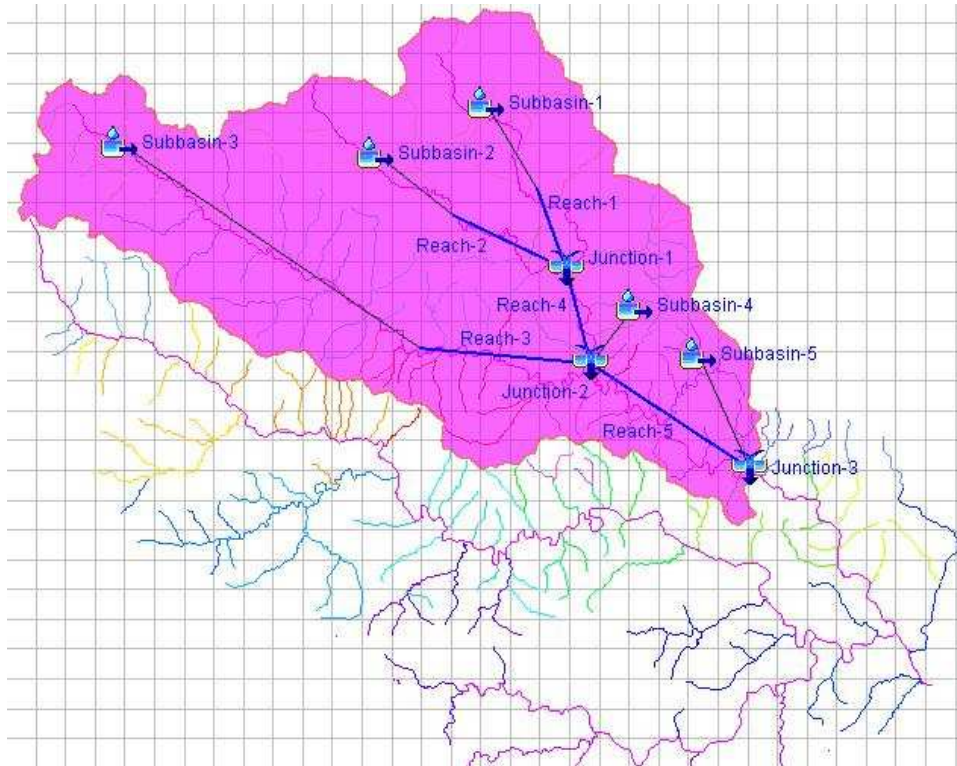 Subbasin-1
Subbasin-3
Subbasin-2
Reach-1
Reach-2
Junction-1
Reach-4
Subbasin-4
Reach-3
Subbasin-5
Junction-2
Reach-5
Junction-3